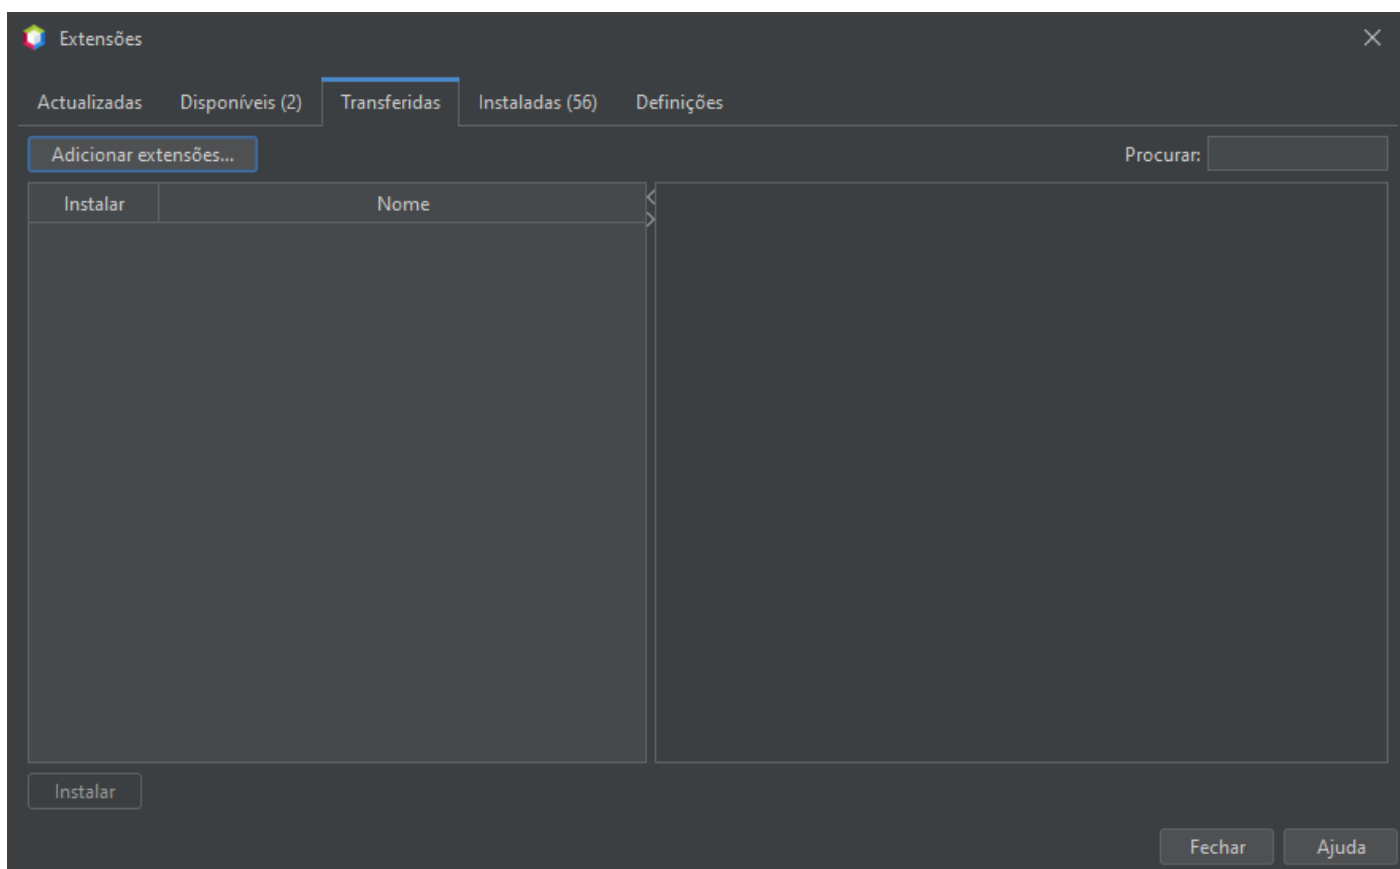 Extensões
Actualizadas Disponíveis (2) Transferidas Instaladas (56) Definições
Adicionar extensões... Procurar:
Instalar Nome
Instalar
Fechar Ajuda